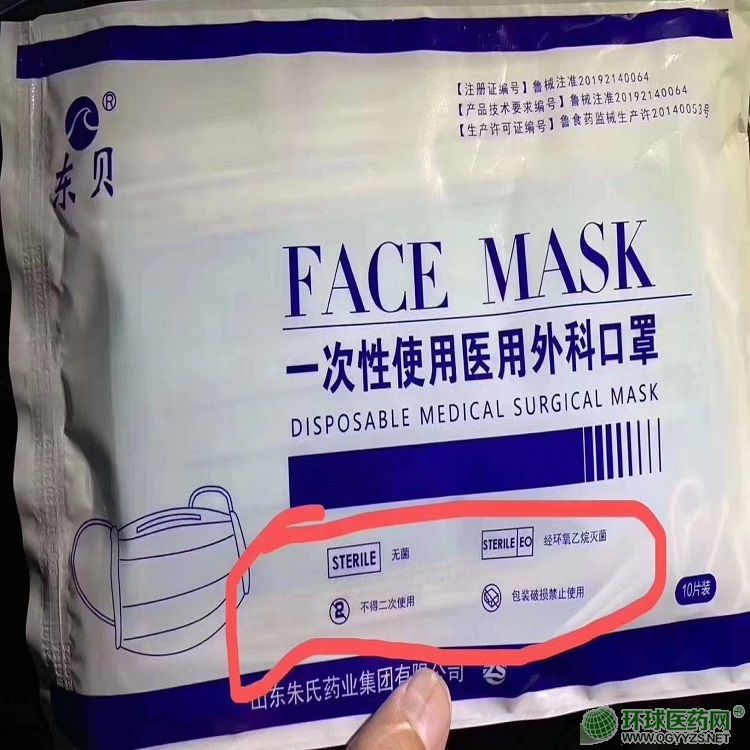 【注册证编号】鲁械注准20192140064
【产品技术要求编号】鲁械注准20192140064
【生产许可证编号】鲁食药监械生产许20140053号
®
东贝
FACE MASK
一次性使用医用外科口罩
DISPOSABLE MEDICAL SURGICAL MASK
STERILE 无菌
STERILE EO 经环氧乙烷灭菌
2 不得二次使用
包装破损禁止使用
10片装
山东朱氏药业集团有限公司
ZS
环球医药网
WWW.QGYYZS.NET